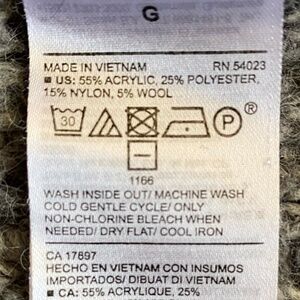 G
MADE IN VIETNAM RN 54023
■ US: 55% ACRYLIC, 25% POLYESTER,
15% NYLON, 5% WOOL
30 P ®
1166
WASH INSIDE OUT/ MACHINE WASH
COLD GENTLE CYCLE/ ONLY
NON-CHLORINE BLEACH WHEN
NEEDED/ DRY FLAT/ COOL IRON
CA 17897
HECHO EN VIETNAM CON INSUMOS
IMPORTADOS/ DIBUAT DI VIETNAM
■ CA: 55% ACRYLIQUE, 25%